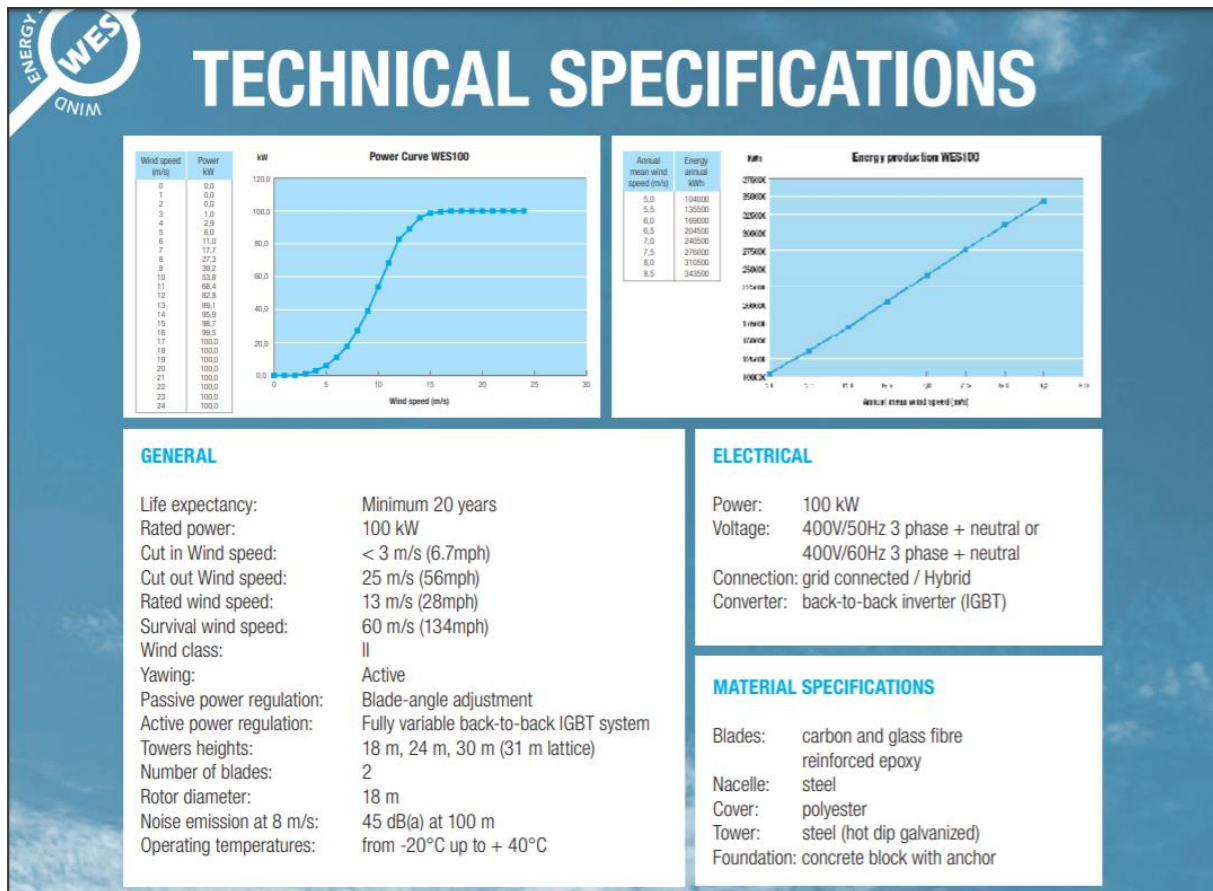 ENERGY
WES
WIND
TECHNICAL SPECIFICATIONS
Wind speed (m/s) Power kW
0 0,0
1 0,0
2 0,0
3 1,0
4 2,9
5 6,0
6 11,0
7 17,7
8 27,3
9 39,2
10 53,8
11 68,4
12 82,8
13 89,1
14 95,9
15 98,7
16 99,5
17 100,0
18 100,0
19 100,0
20 100,0
21 100,0
22 100,0
23 100,0
24 100,0
kW
Power Curve WES100
120,0
100,0
80,0
60,0
40,0
20,0
0,0
0 5 10 15 20 25 30
Wind speed (m/s)
Annual mean wind speed (m/s) Energy annual kWh
5,0 104000
5,5 135500
6,0 169000
6,5 204500
7,0 240500
7,5 276000
8,0 310500
8,5 343500
Energy production WES100
Annual mean wind speed (m/s)
GENERAL
Life expectancy: Minimum 20 years
Rated power: 100 kW
Cut in Wind speed: < 3 m/s (6.7mph)
Cut out Wind speed: 25 m/s (56mph)
Rated wind speed: 13 m/s (28mph)
Survival wind speed: 60 m/s (134mph)
Wind class: II
Yawing: Active
Passive power regulation: Blade-angle adjustment
Active power regulation: Fully variable back-to-back IGBT system
Towers heights: 18 m, 24 m, 30 m (31 m lattice)
Number of blades: 2
Rotor diameter: 18 m
Noise emission at 8 m/s: 45 dB(a) at 100 m
Operating temperatures: from -20°C up to + 40°C
ELECTRICAL
Power: 100 kW
Voltage: 400V/50Hz 3 phase + neutral or
400V/60Hz 3 phase + neutral
Connection: grid connected / Hybrid
Converter: back-to-back inverter (IGBT)
MATERIAL SPECIFICATIONS
Blades: carbon and glass fibre
reinforced epoxy
Nacelle: steel
Cover: polyester
Tower: steel (hot dip galvanized)
Foundation: concrete block with anchor